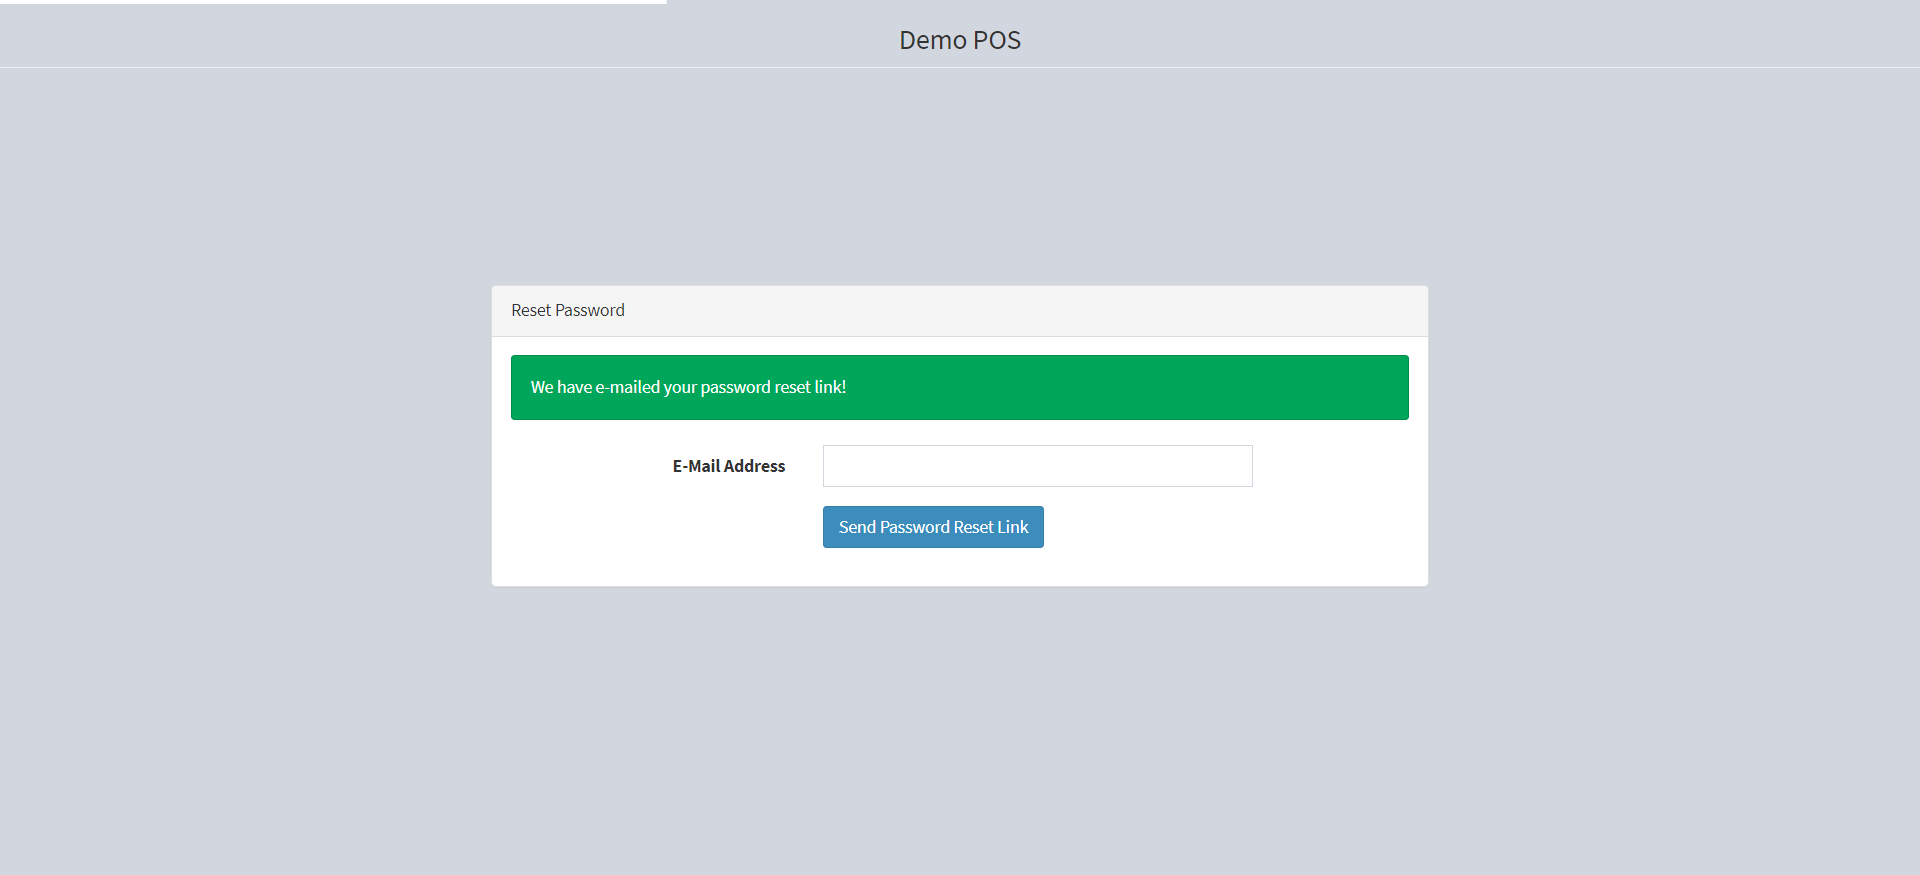 Demo POS
Reset Password
We have e-mailed your password reset link!
E-Mail Address
Send Password Reset Link